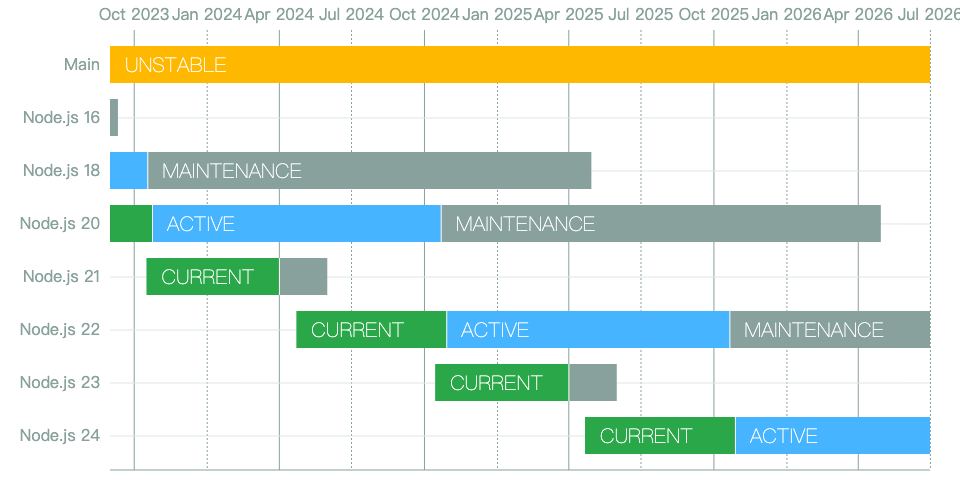 Oct 2023 Jan 2024 Apr 2024 Jul 2024 Oct 2024 Jan 2025 Apr 2025 Jul 2025 Oct 2025 Jan 2026 Apr 2026 Jul 2026
Main UNSTABLE
Node.js 16
Node.js 18 MAINTENANCE
Node.js 20 ACTIVE MAINTENANCE
Node.js 21 CURRENT
Node.js 22 CURRENT ACTIVE MAINTENANCE
Node.js 23 CURRENT
Node.js 24 CURRENT ACTIVE